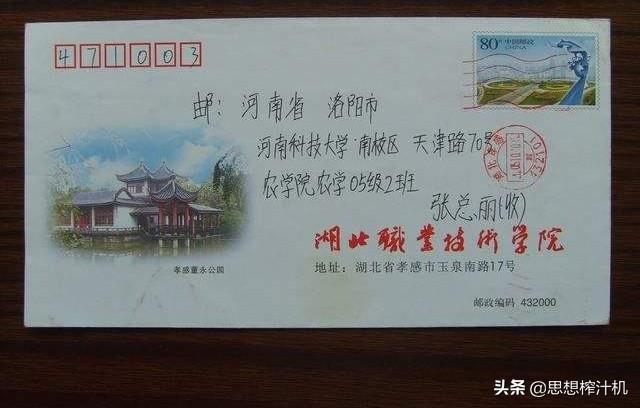 471003
80分 中国邮政
CHINA
邮：河南省 洛阳市
河南科技大学·南校区 天津路70号
农学院农学05级2班
张总丽(收)
湖北职业技术学院
地址：湖北省孝感市玉泉南路17号
孝感董永公园
邮政编码 432000
头条 @思想榨汁机